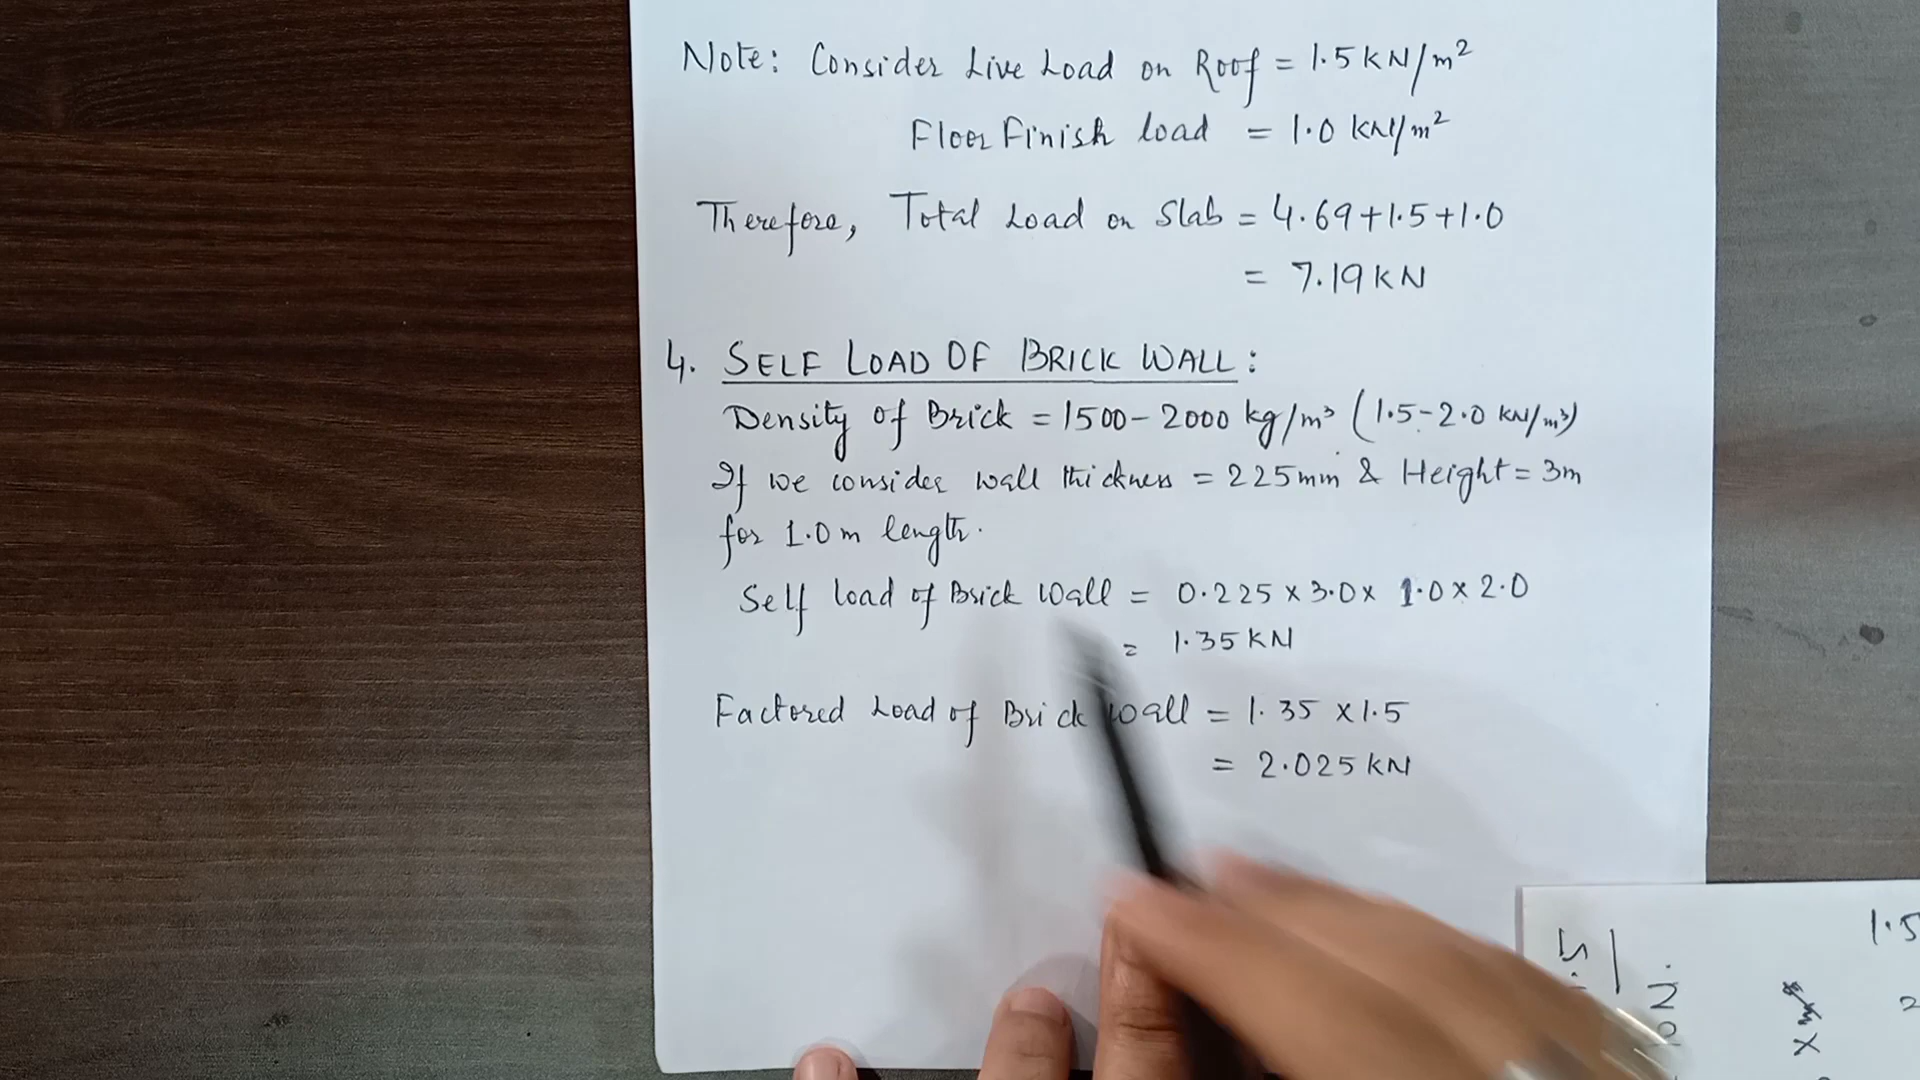 Note: Consider Live Load on Roof = 1.5 kN/m²
Floor Finish load = 1.0 kN/m²
Therefore, Total Load on Slab = 4.69+1.5+1.0
= 7.19 kN
4. SELF LOAD OF BRICK WALL:
Density of Brick = 1500-2000 kg/m³ (1.5-2.0 kN/m³)
If we consider wall thickness = 225mm & Height = 3m
for 1.0 m length.
Self load of Brick Wall = 0.225 x 3.0 x 1.0 x 2.0
= 1.35 KN
Factored Load of Brick Wall = 1.35 x 1.5
= 2.025 kN
1.5